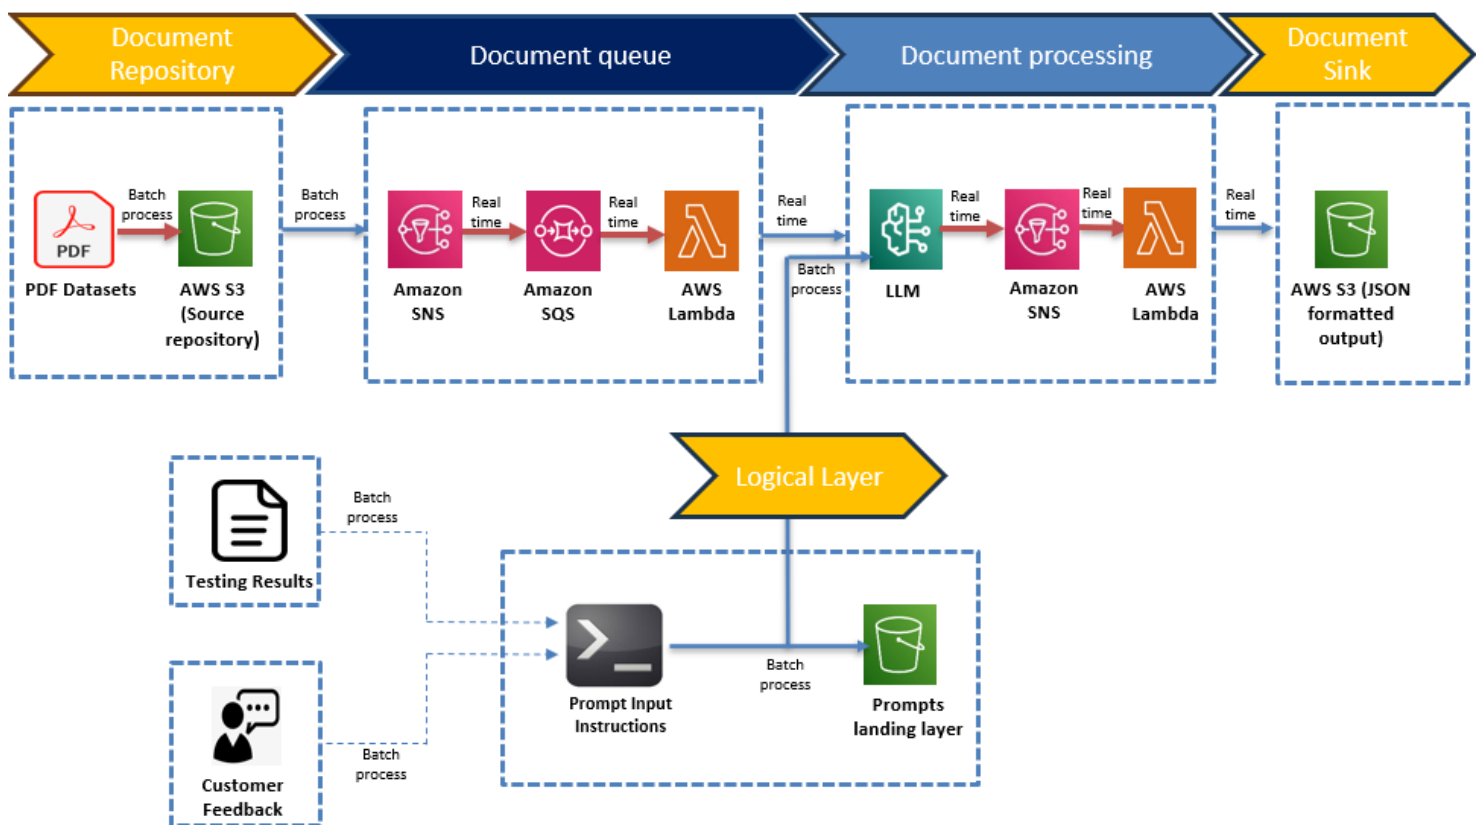 Document
Repository
Document queue
Document processing
Document
Sink
Batch
process
Batch
process
Real
time
Real
time
Real
time
Real
time
Real
time
Real
time
PDF
PDF Datasets
AWS S3
(Source
repository)
Amazon
SNS
Amazon
SQS
AWS
Lambda
Batch
process
LLM
Amazon
SNS
AWS
Lambda
AWS S3 (JSON
formatted
output)
Logical Layer
Batch
process
Testing Results
Prompt Input
Instructions
Batch
process
Prompts
landing layer
Batch
process
Customer
Feedback